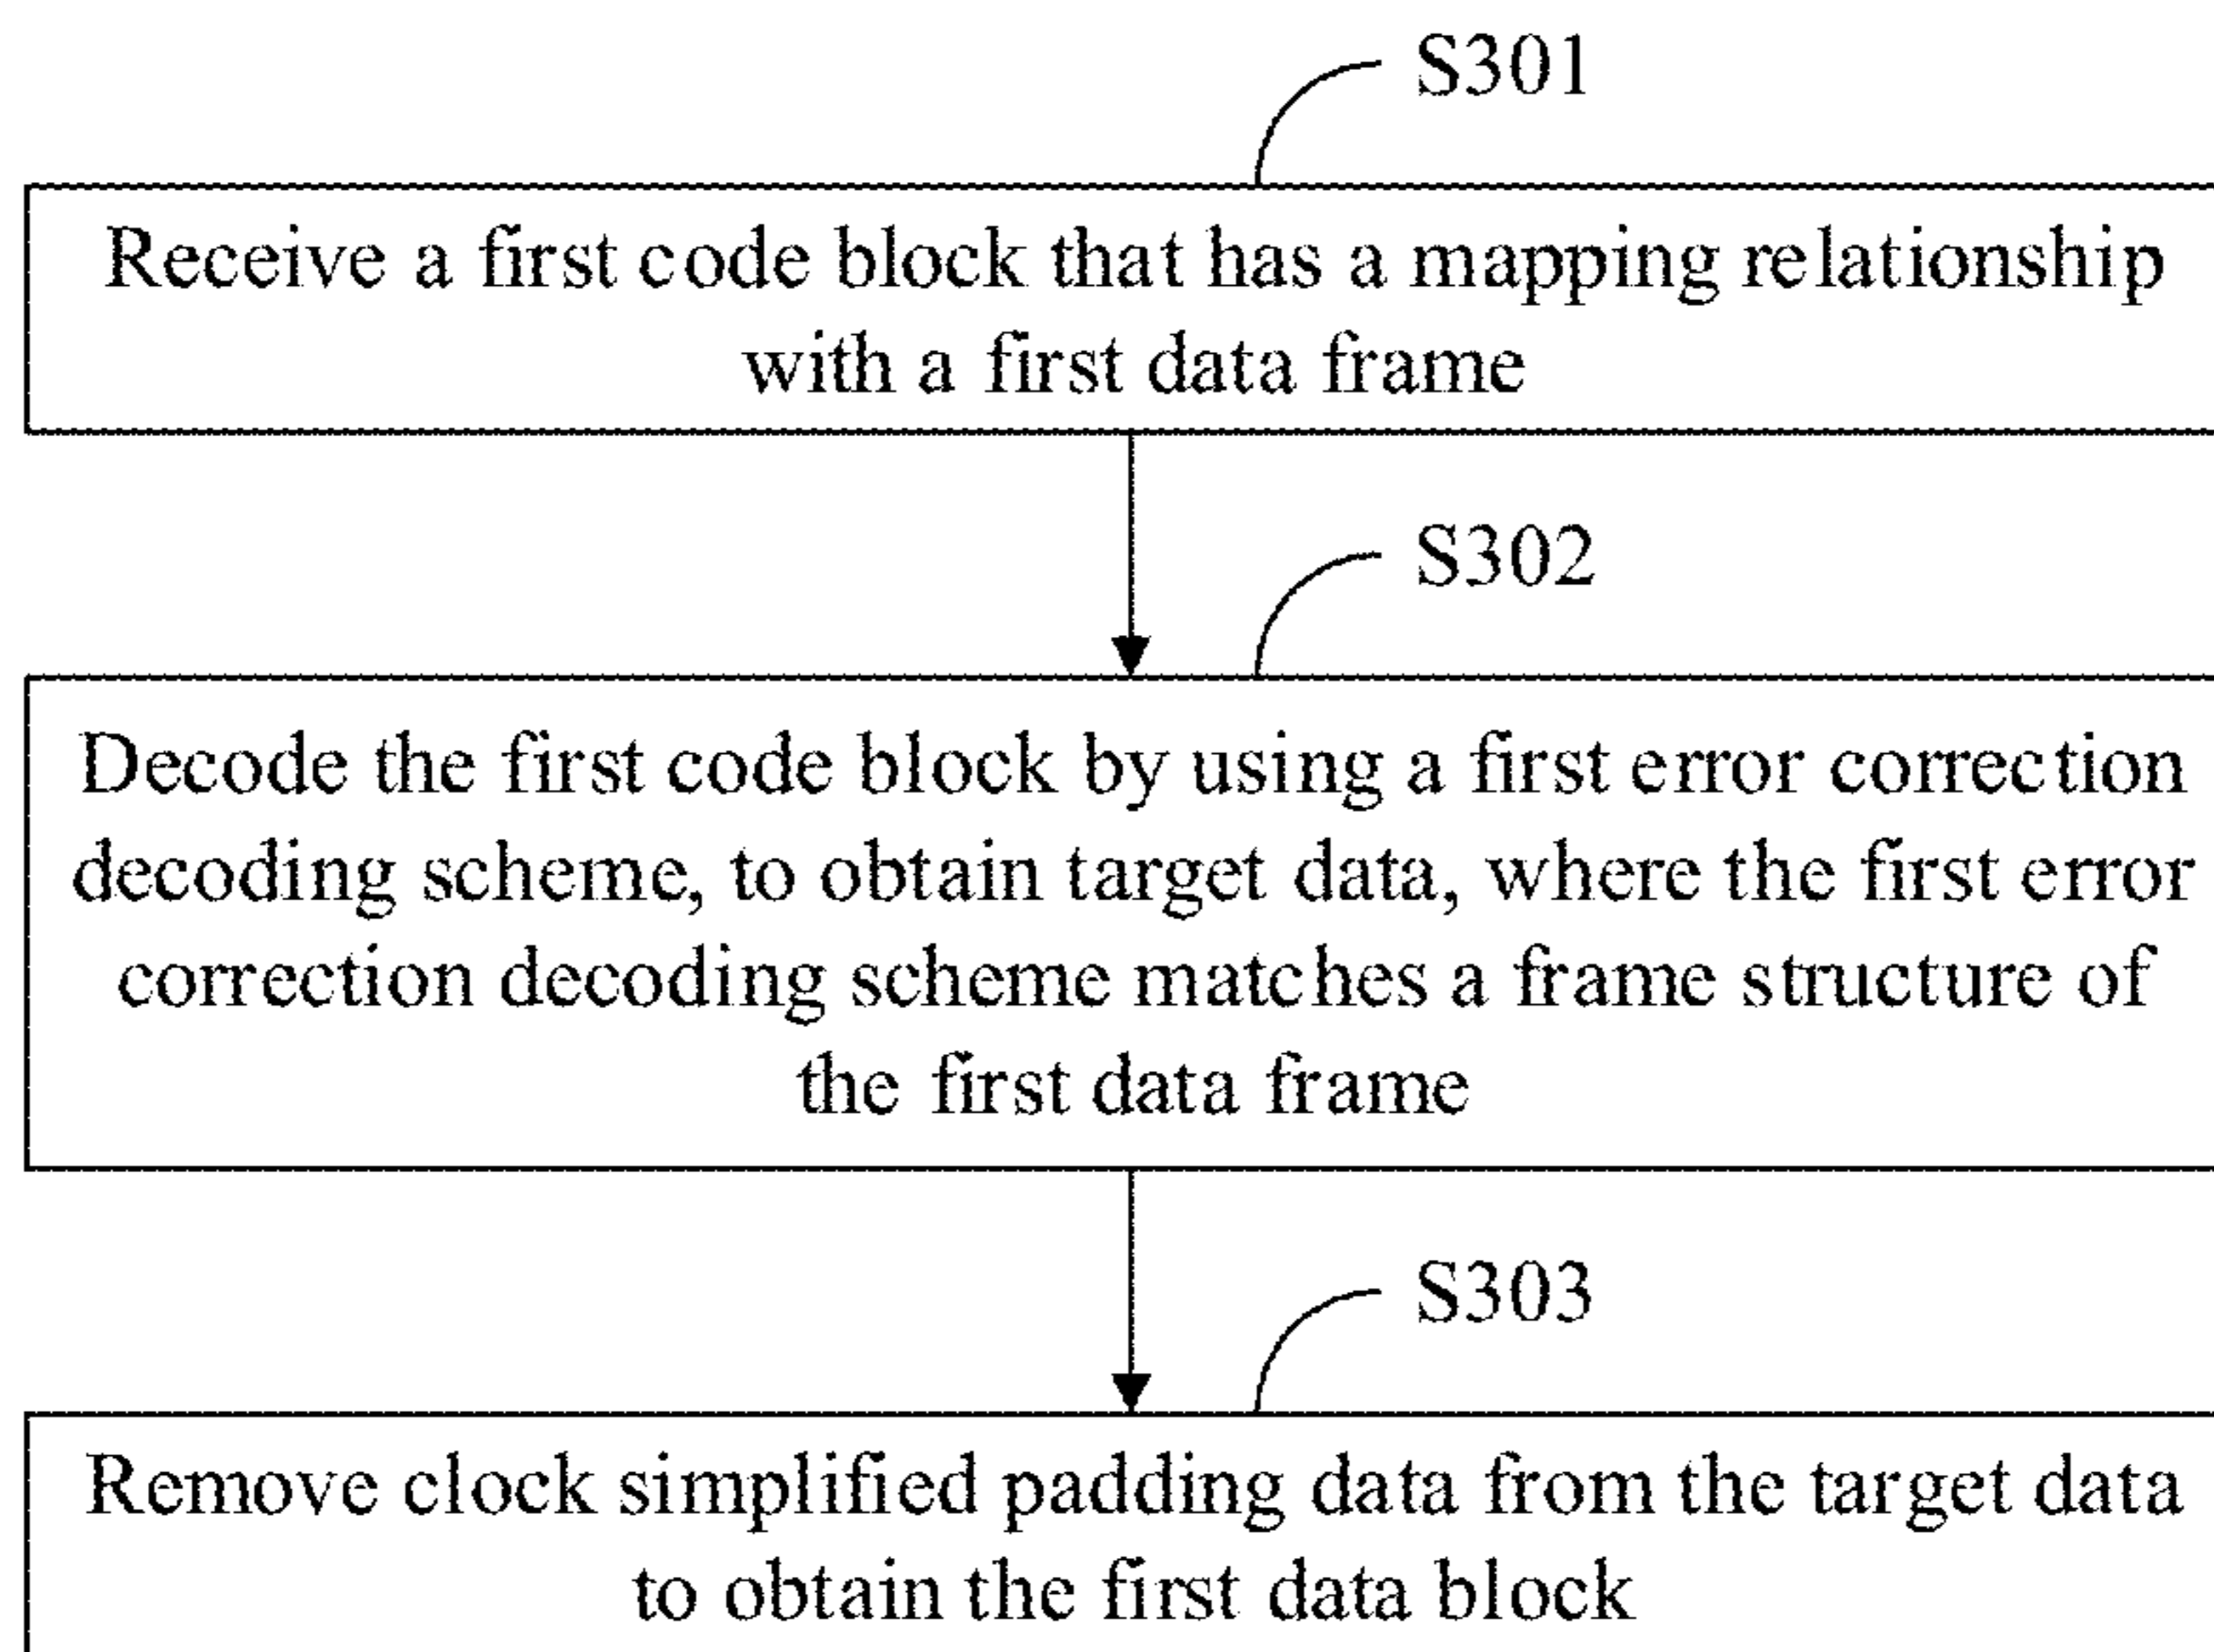 S301
Receive a first code block that has a mapping relationship
with a first data frame
S302
Decode the first code block by using a first error correction
decoding scheme, to obtain target data, where the first error
correction decoding scheme matches a frame structure of
the first data frame
S303
Remove clock simplified padding data from the target data
to obtain the first data block